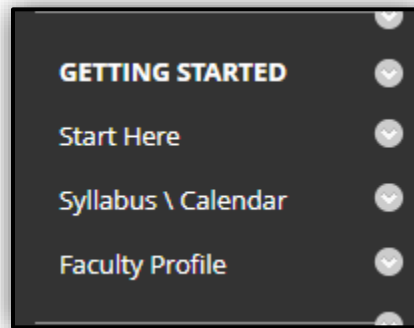 GETTING STARTED
Start Here
Syllabus \ Calendar
Faculty Profile